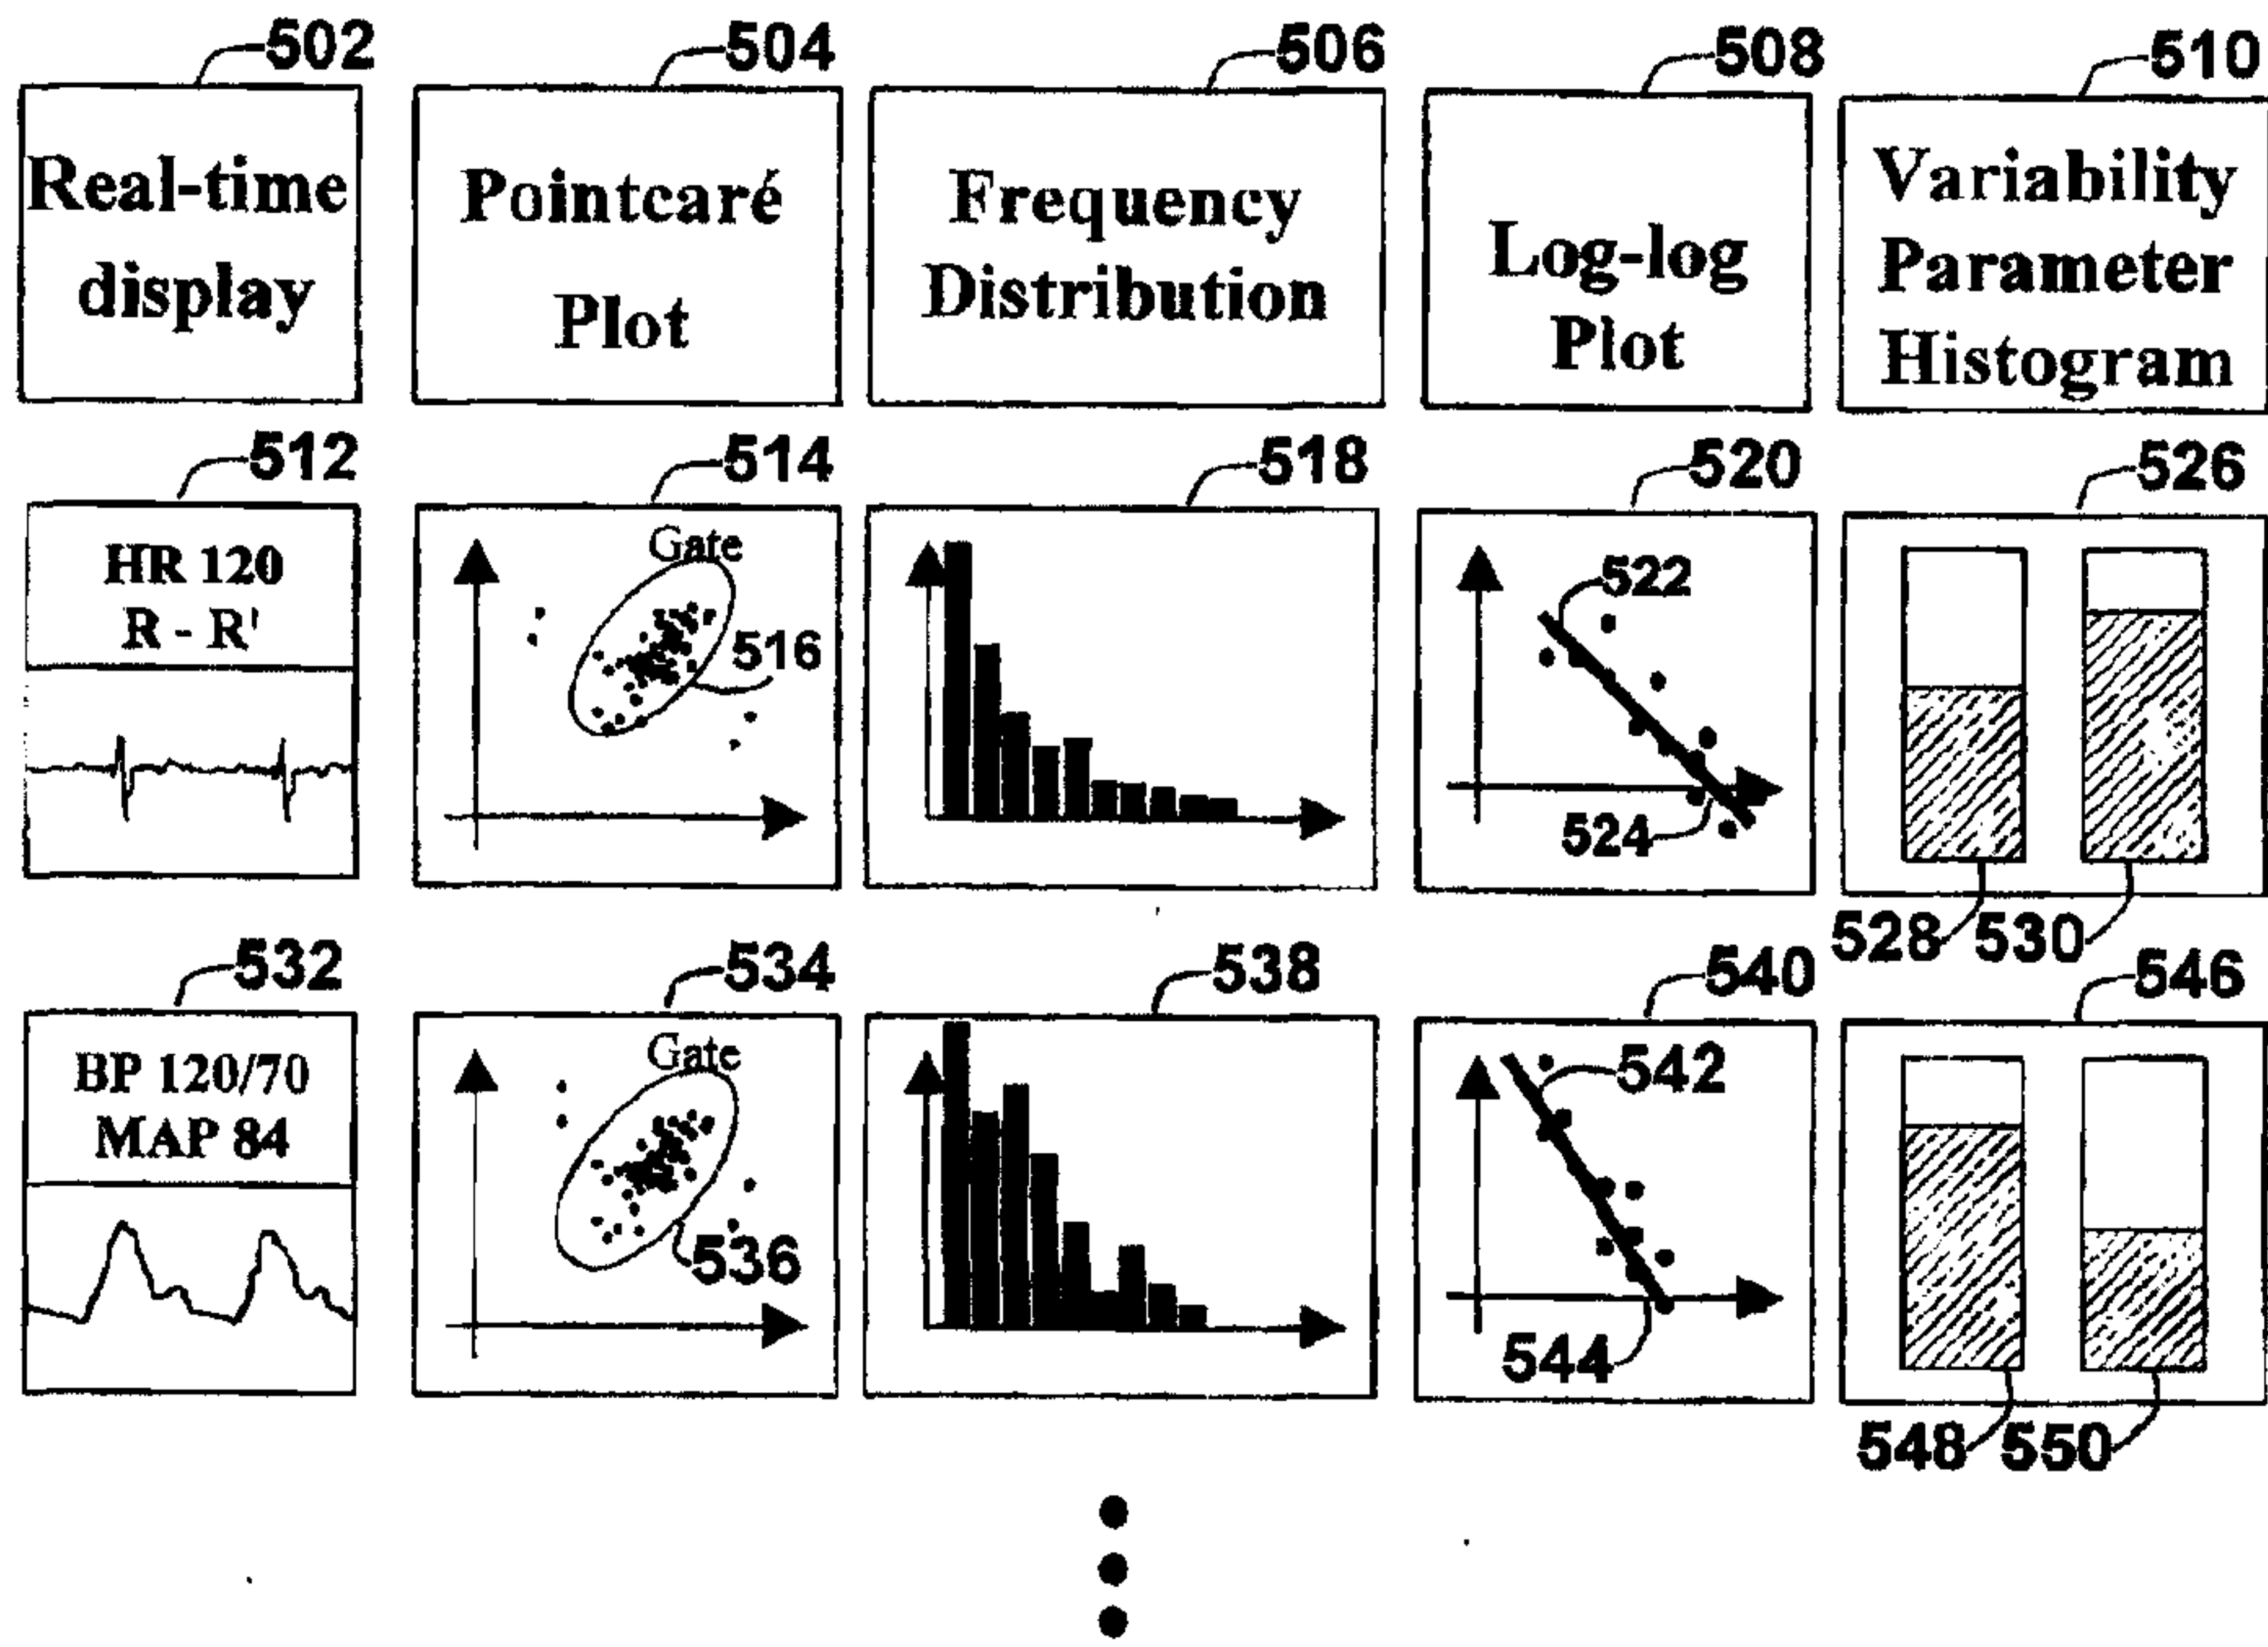 502 504 506 508 510
Real-time
display
Pointcaré
Plot
Frequency
Distribution
Log-log
Plot
Variability
Parameter
Histogram
512 514 518 520 526
HR 120
R - R'
Gate
516
522
524
528 530
532 534 538 540 546
BP 120/70
MAP 84
Gate
536
542
544
548 550